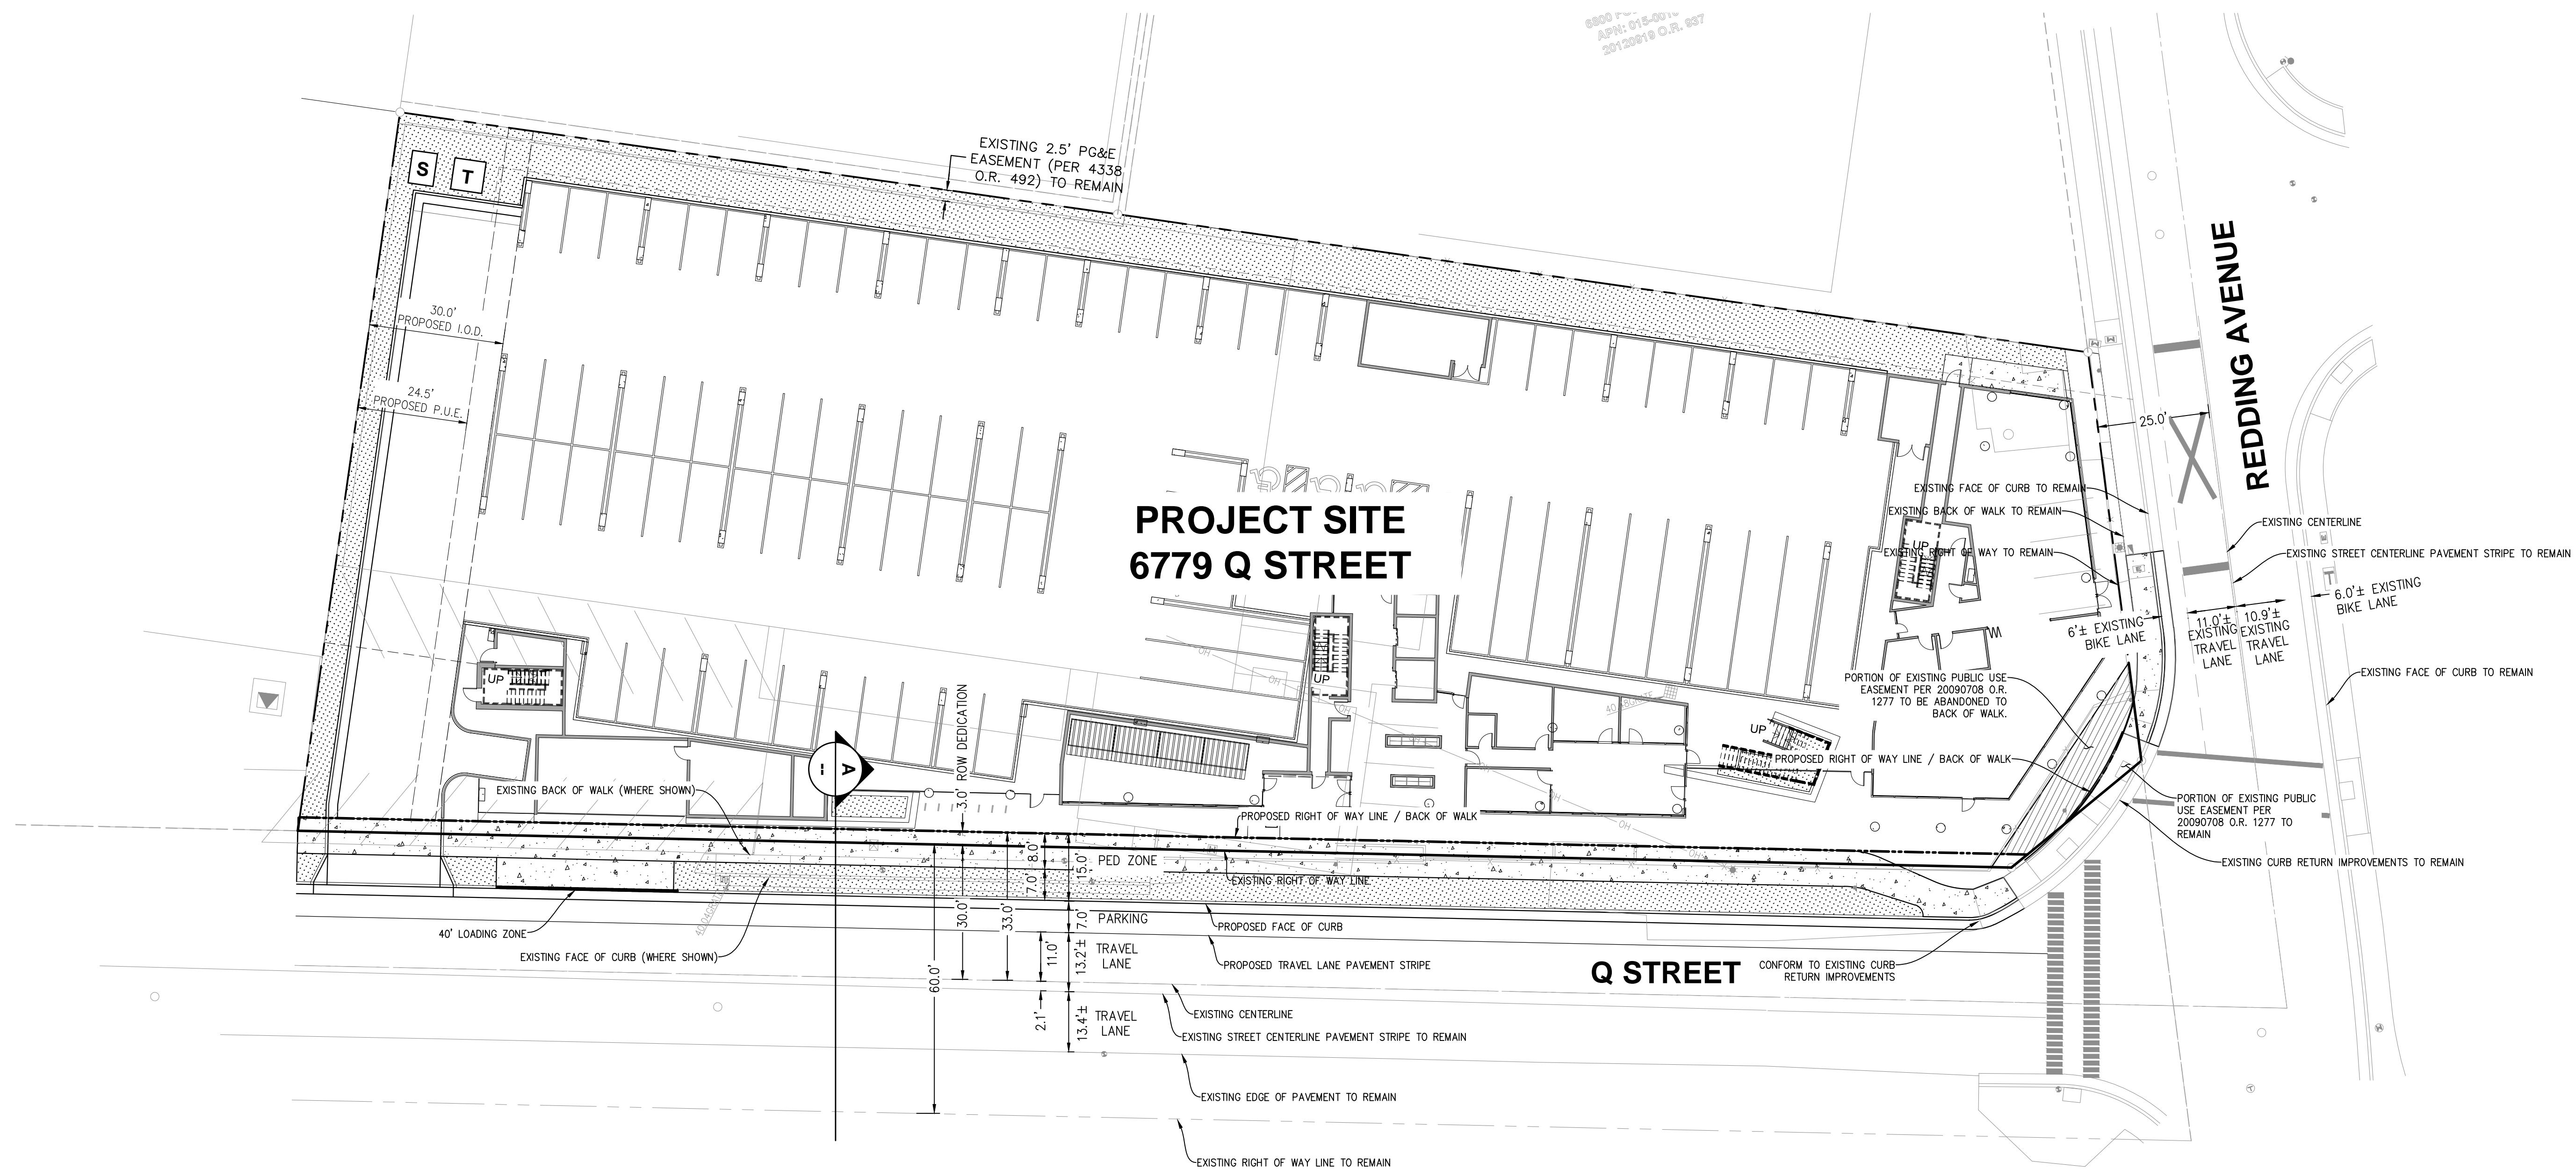 APN: 015-001
20120919 O.R. 937
EXISTING 2.5' PG&E
EASEMENT (PER 4338
O.R. 492) TO REMAIN
S
T
30.0'
PROPOSED I.O.D.
24.5'
PROPOSED P.U.E.
PROJECT SITE
6779 Q STREET
REDDING AVENUE
25.0'
EXISTING FACE OF CURB TO REMAIN
EXISTING BACK OF WALK TO REMAIN
EXISTING RIGHT OF WAY TO REMAIN
EXISTING CENTERLINE
EXISTING STREET CENTERLINE PAVEMENT STRIPE TO REMAIN
6.0'± EXISTING
BIKE LANE
11.0'±
EXISTING
TRAVEL
LANE
10.9'±
EXISTING
TRAVEL
LANE
6'± EXISTING
BIKE LANE
EXISTING FACE OF CURB TO REMAIN
T
UP
UP
UP
UP
PORTION OF EXISTING PUBLIC USE
EASEMENT PER 20090708 O.R.
1277 TO BE ABANDONED TO
BACK OF WALK.
PROPOSED RIGHT OF WAY LINE / BACK OF WALK
PORTION OF EXISTING PUBLIC
USE EASEMENT PER
20090708 O.R. 1277 TO
REMAIN
EXISTING CURB RETURN IMPROVEMENTS TO REMAIN
A
--
3.0' ROW DEDICATION
EXISTING BACK OF WALK (WHERE SHOWN)
PROPOSED RIGHT OF WAY LINE / BACK OF WALK
8.0'
15.0'
PED ZONE
7.0'
EXISTING RIGHT OF WAY LINE
30.0'
33.0'
7.0'
PARKING
PROPOSED FACE OF CURB
40' LOADING ZONE
EXISTING FACE OF CURB (WHERE SHOWN)
11.0'
13.2'±
TRAVEL
LANE
PROPOSED TRAVEL LANE PAVEMENT STRIPE
60.0'
Q STREET
CONFORM TO EXISTING CURB
RETURN IMPROVEMENTS
2.1'
13.4'±
TRAVEL
LANE
EXISTING CENTERLINE
EXISTING STREET CENTERLINE PAVEMENT STRIPE TO REMAIN
EXISTING EDGE OF PAVEMENT TO REMAIN
EXISTING RIGHT OF WAY LINE TO REMAIN
OH
OH
OH
OH
OH
OH